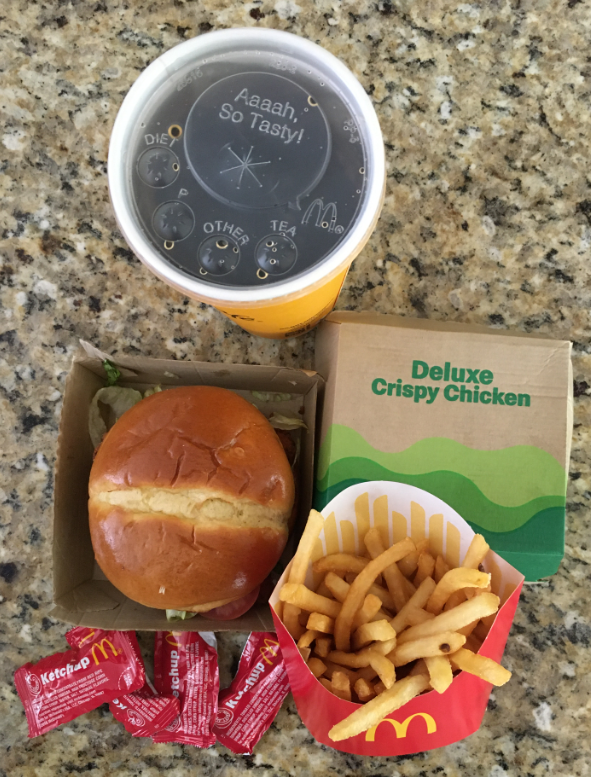 Aaaah,
So Tasty!
DIET
P
OTHER
TEA
Deluxe
Crispy Chicken
Ketchup
Ketchup
Ketchup